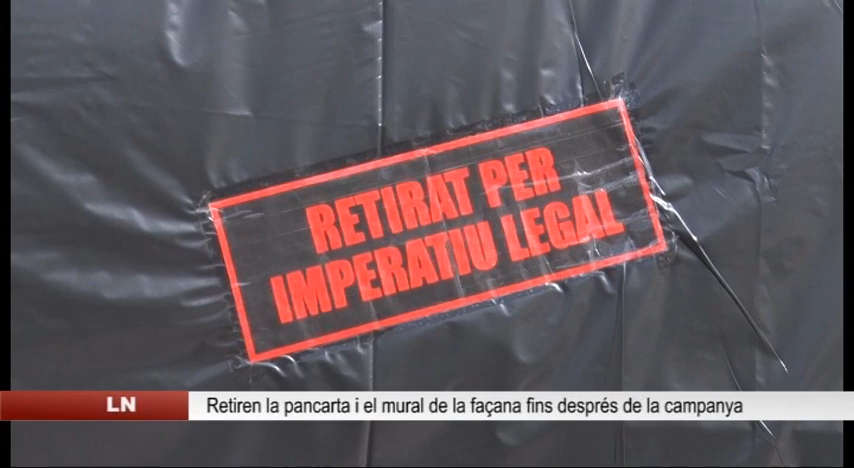 RETIRAT PER
IMPERATIU LEGAL
LN Retiren la pancarta i el mural de la façana fins després de la campanya